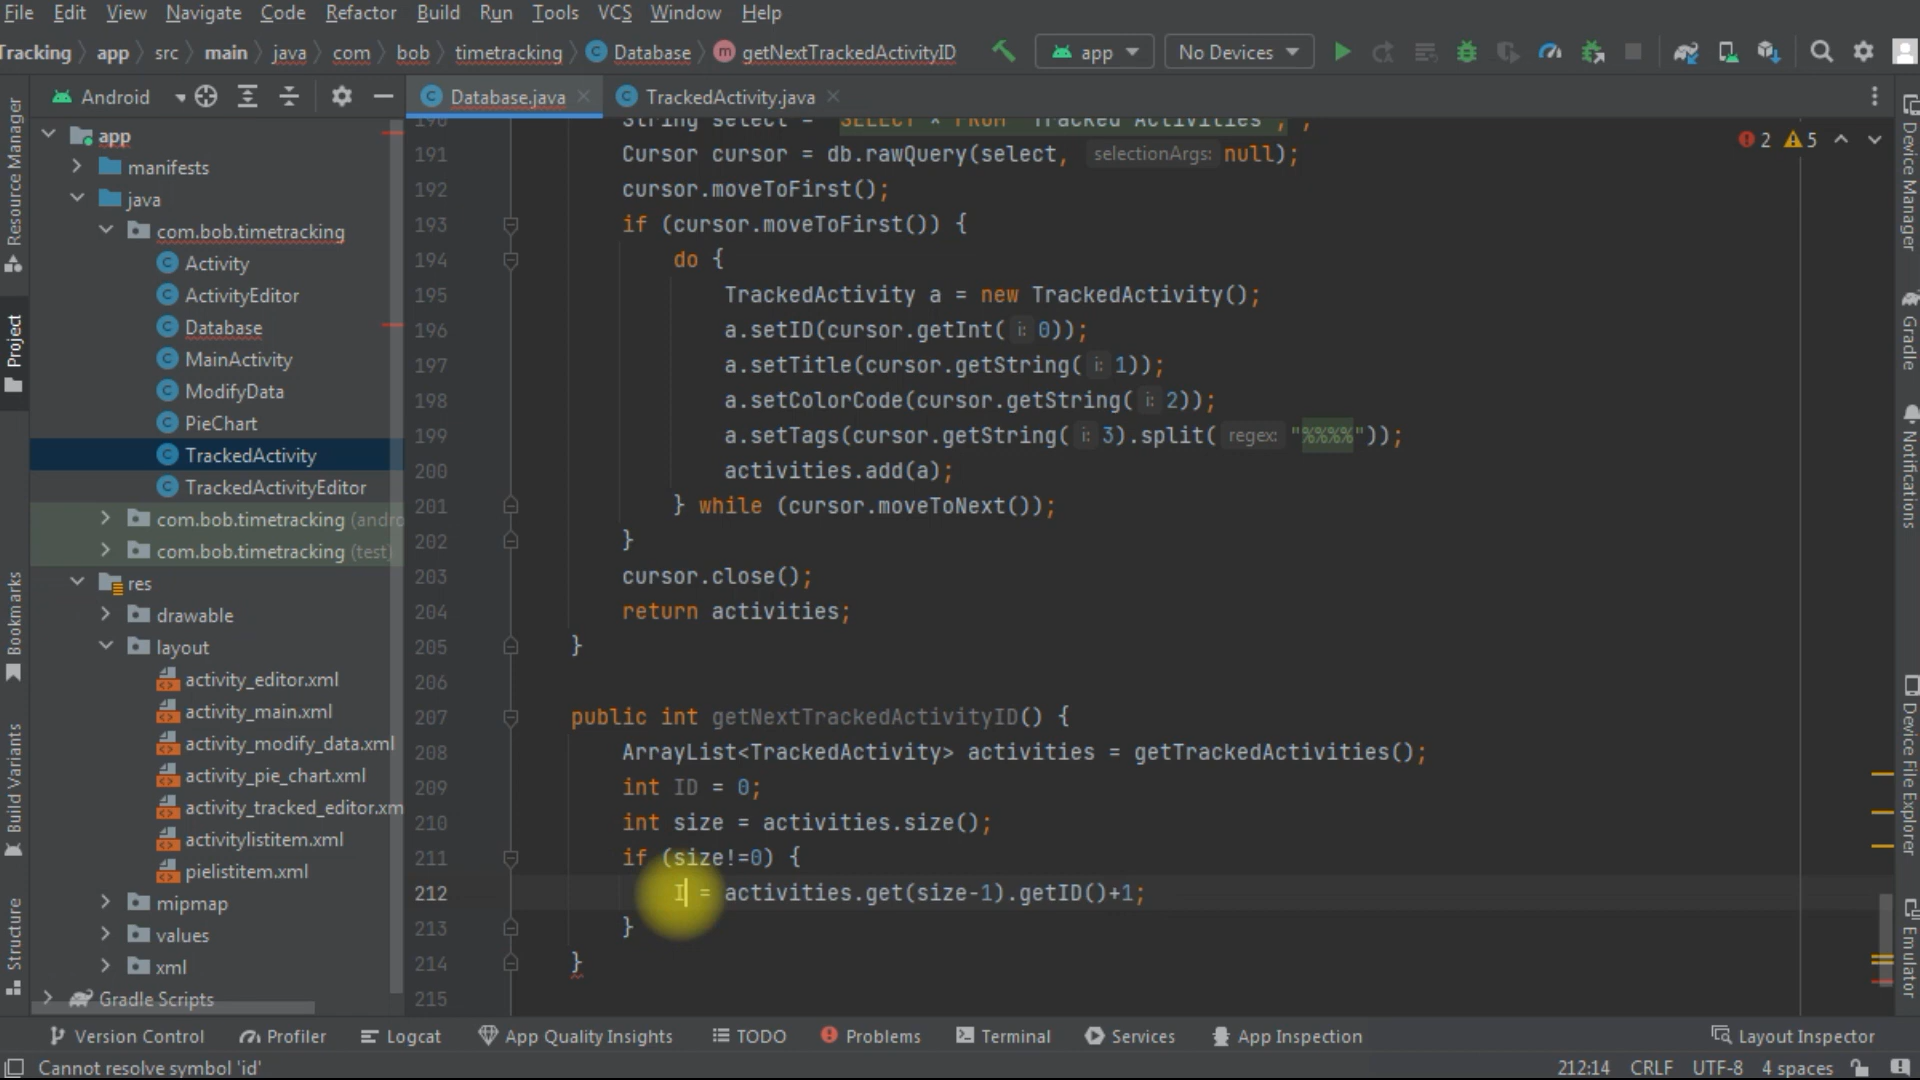 File Edit View Navigate Code Refactor Build Run Tools VCS Window Help
Tracking app src main java com bob timetracking Database getNextTrackedActivityID app No Devices
Android
Database.java
TrackedActivity.java
Resource Manager
Project
Bookmarks
Build Variants
Structure
app
manifests
java
com.bob.timetracking
Activity
ActivityEditor
Database
MainActivity
ModifyData
PieChart
TrackedActivity
TrackedActivityEditor
com.bob.timetracking (andro
com.bob.timetracking (test)
res
drawable
layout
activity_editor.xml
activity_main.xml
activity_modify_data.xml
activity_pie_chart.xml
activity_tracked_editor.xm
activitylistitem.xml
pielistitem.xml
mipmap
values
xml
Gradle Scripts
2 5
190 String select = "SELECT * FROM 'Tracked Activities';";
191 Cursor cursor = db.rawQuery(select, selectionArgs: null);
192 cursor.moveToFirst();
193 if (cursor.moveToFirst()) {
194 do {
195 TrackedActivity a = new TrackedActivity();
196 a.setID(cursor.getInt( i: 0));
197 a.setTitle(cursor.getString( i: 1));
198 a.setColorCode(cursor.getString( i: 2));
199 a.setTags(cursor.getString( i: 3).split( regex: "%%%%"));
200 activities.add(a);
201 } while (cursor.moveToNext());
202 }
203 cursor.close();
204 return activities;
205 }
206
207 public int getNextTrackedActivityID() {
208 ArrayList<TrackedActivity> activities = getTrackedActivities();
209 int ID = 0;
210 int size = activities.size();
211 if (size!=0) {
212 I = activities.get(size-1).getID()+1;
213 }
214 }
215
Device Manager
Gradle
Notifications
Device File Explorer
Emulator
Version Control Profiler Logcat App Quality Insights TODO Problems Terminal Services App Inspection Layout Inspector
Cannot resolve symbol 'id' 212:14 CRLF UTF-8 4 spaces